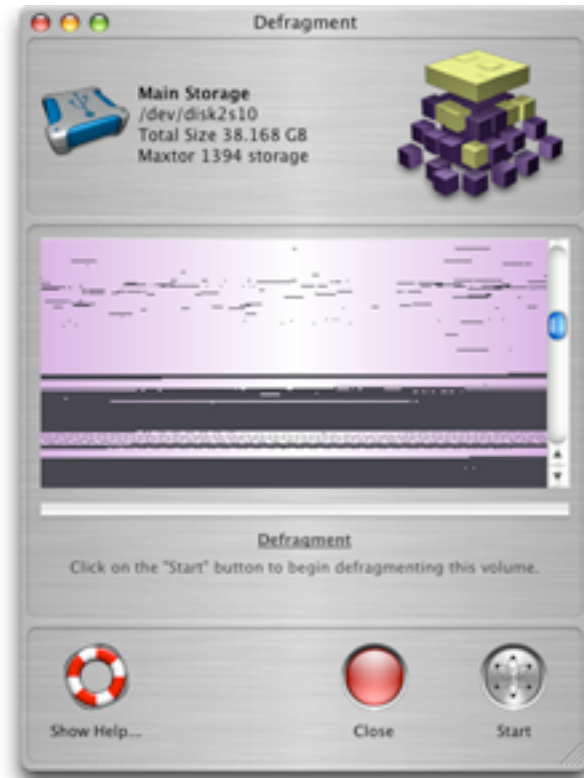 Defragment
Main Storage
/dev/disk2s10
Total Size 38.168 GB
Maxtor 1394 storage
Defragment
Click on the "Start" button to begin defragmenting this volume.
Show Help...
Close
Start